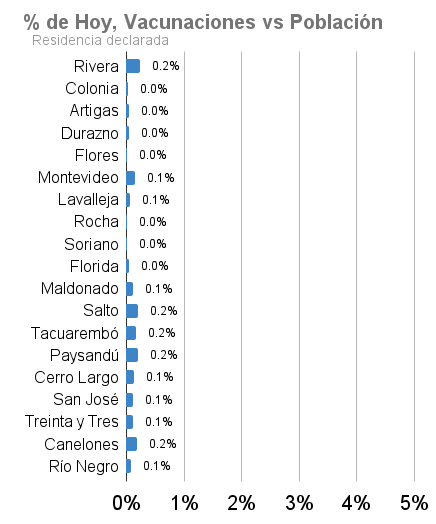 % de Hoy, Vacunaciones vs Población
Residencia declarada
Rivera 0.2%
Colonia 0.0%
Artigas 0.0%
Durazno 0.0%
Flores 0.0%
Montevideo 0.1%
Lavalleja 0.1%
Rocha 0.0%
Soriano 0.0%
Florida 0.0%
Maldonado 0.1%
Salto 0.2%
Tacuarembó 0.2%
Paysandú 0.2%
Cerro Largo 0.1%
San José 0.1%
Treinta y Tres 0.1%
Canelones 0.2%
Río Negro 0.1%
0% 1% 2% 3% 4% 5%